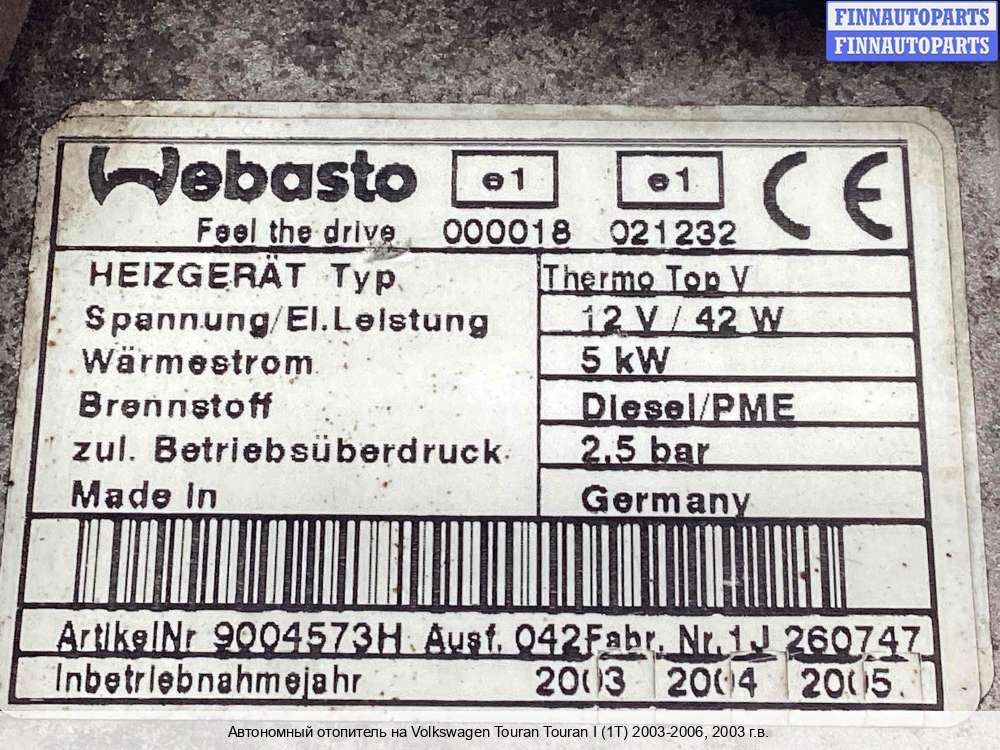 FINNAUTOPARTS
FINNAUTOPARTS
Webasto e1 e1 CE
Feel the drive 000018 021232
HEIZGERÄT Typ Thermo Top V
Spannung/El.Leistung 12 V / 42 W
Wärmestrom 5 kW
Brennstoff Diesel/PME
zul. Betriebsüberdruck 2,5 bar
Made in Germany
ArtikelNr 9004573H Ausf. 042 Fabr. Nr.1J 260747
Inbetriebnahmejahr 2003 2004 2005
Автономный отопитель на Volkswagen Touran Touran I (1T) 2003-2006, 2003 г.в.